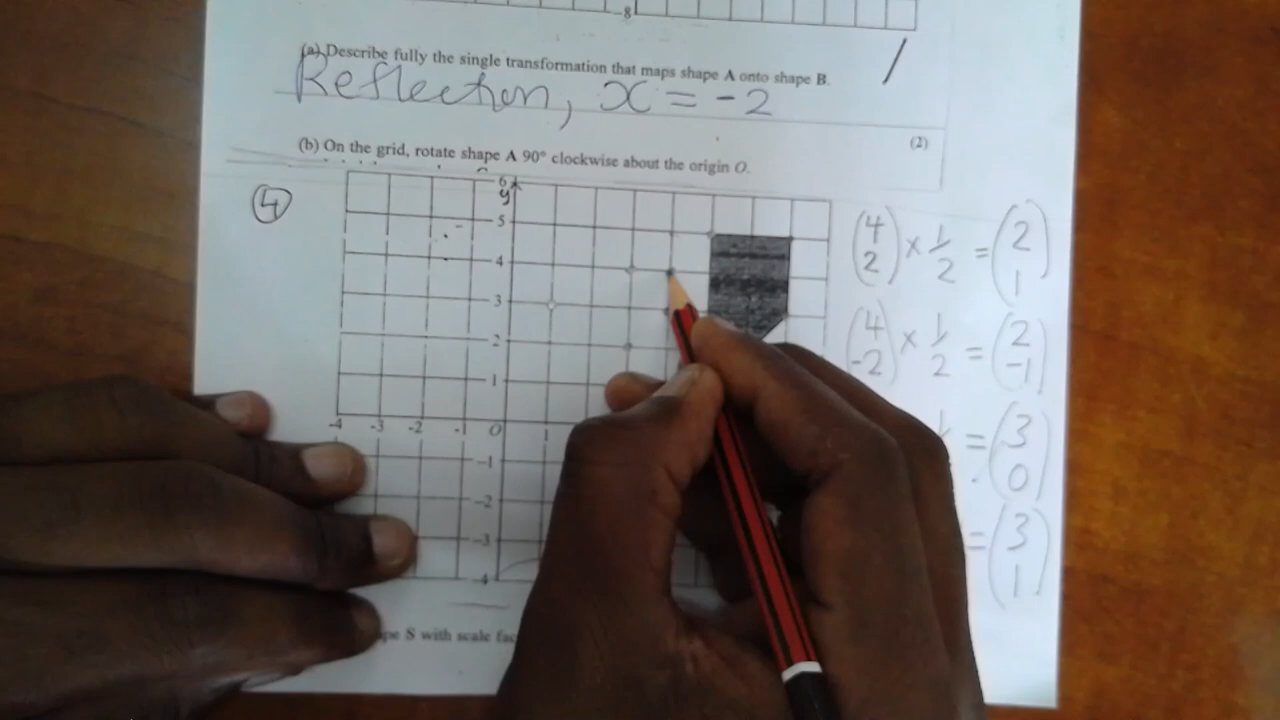 -8
(a) Describe fully the single transformation that maps shape A onto shape B.
Reflection, x = -2
(2)
(b) On the grid, rotate shape A 90° clockwise about the origin O.
4
6
y
5
4
3
2
1
-4 -3 -2 -1 O 1
-1
-2
-3
-4
(4 2) × 1/2 = (2 1)
(4 -2) × 1/2 = (2 -1)
= (3 0)
= (3 1)
S with scale